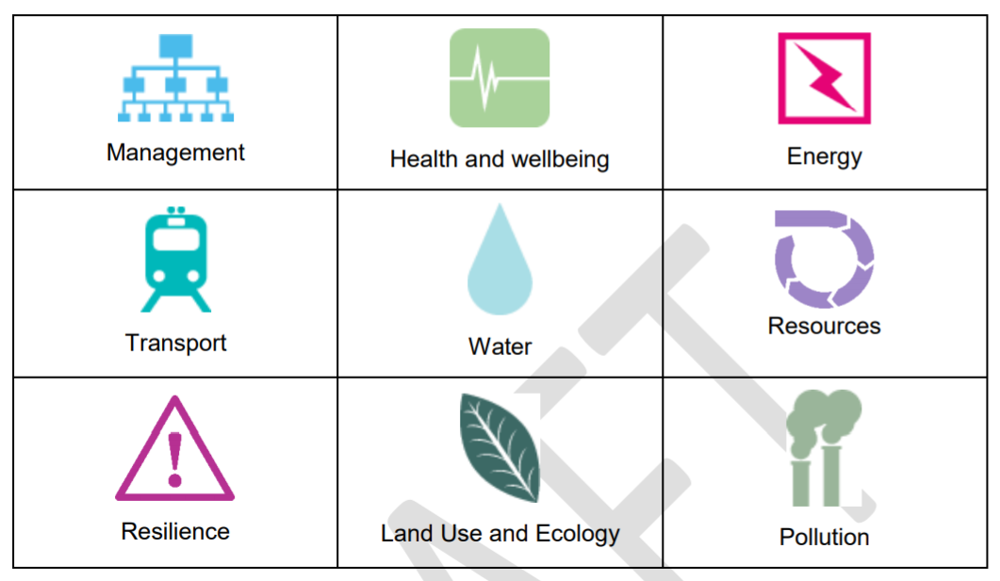 Management
Health and wellbeing
Energy
Transport
Water
Resources
Resilience
Land Use and Ecology
Pollution